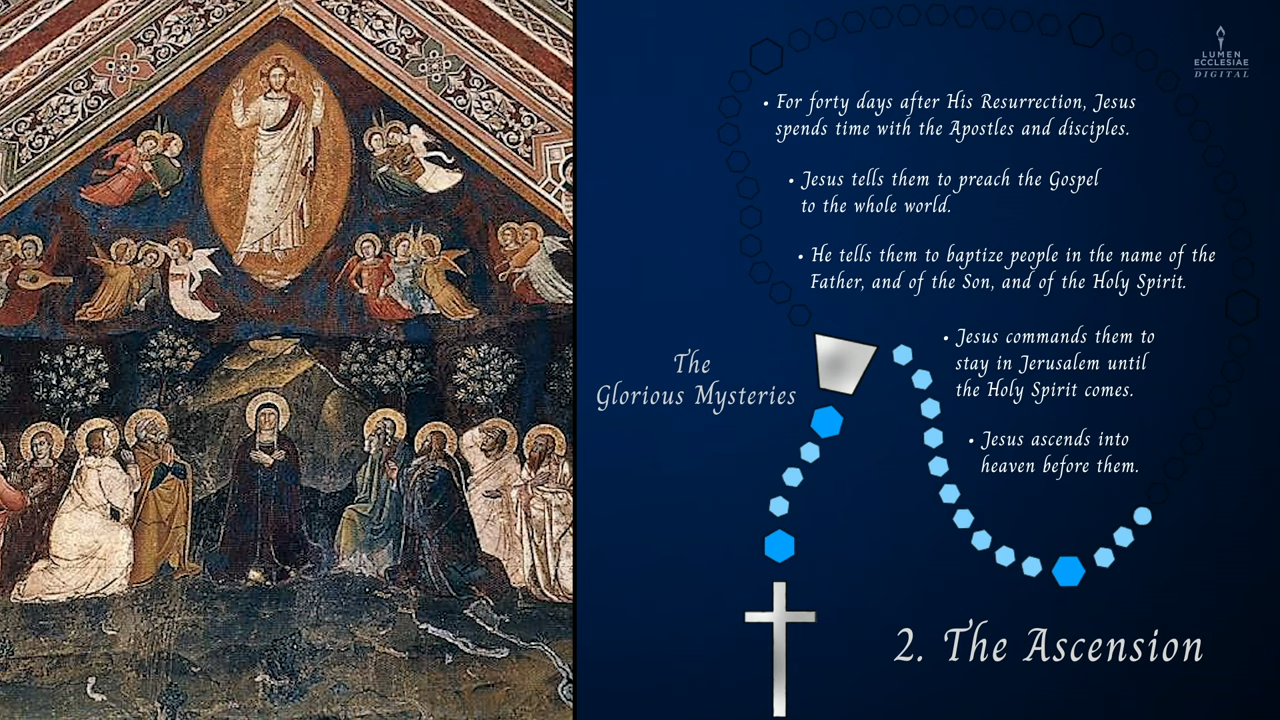 LUMEN
ECCLESIAE
DIGITAL
• For forty days after His Resurrection, Jesus
spends time with the Apostles and disciples.
• Jesus tells them to preach the Gospel
to the whole world.
• He tells them to baptize people in the name of the
Father, and of the Son, and of the Holy Spirit.
• Jesus commands them to
stay in Jerusalem until
the Holy Spirit comes.
• Jesus ascends into
heaven before them.
The
Glorious Mysteries
2. The Ascension